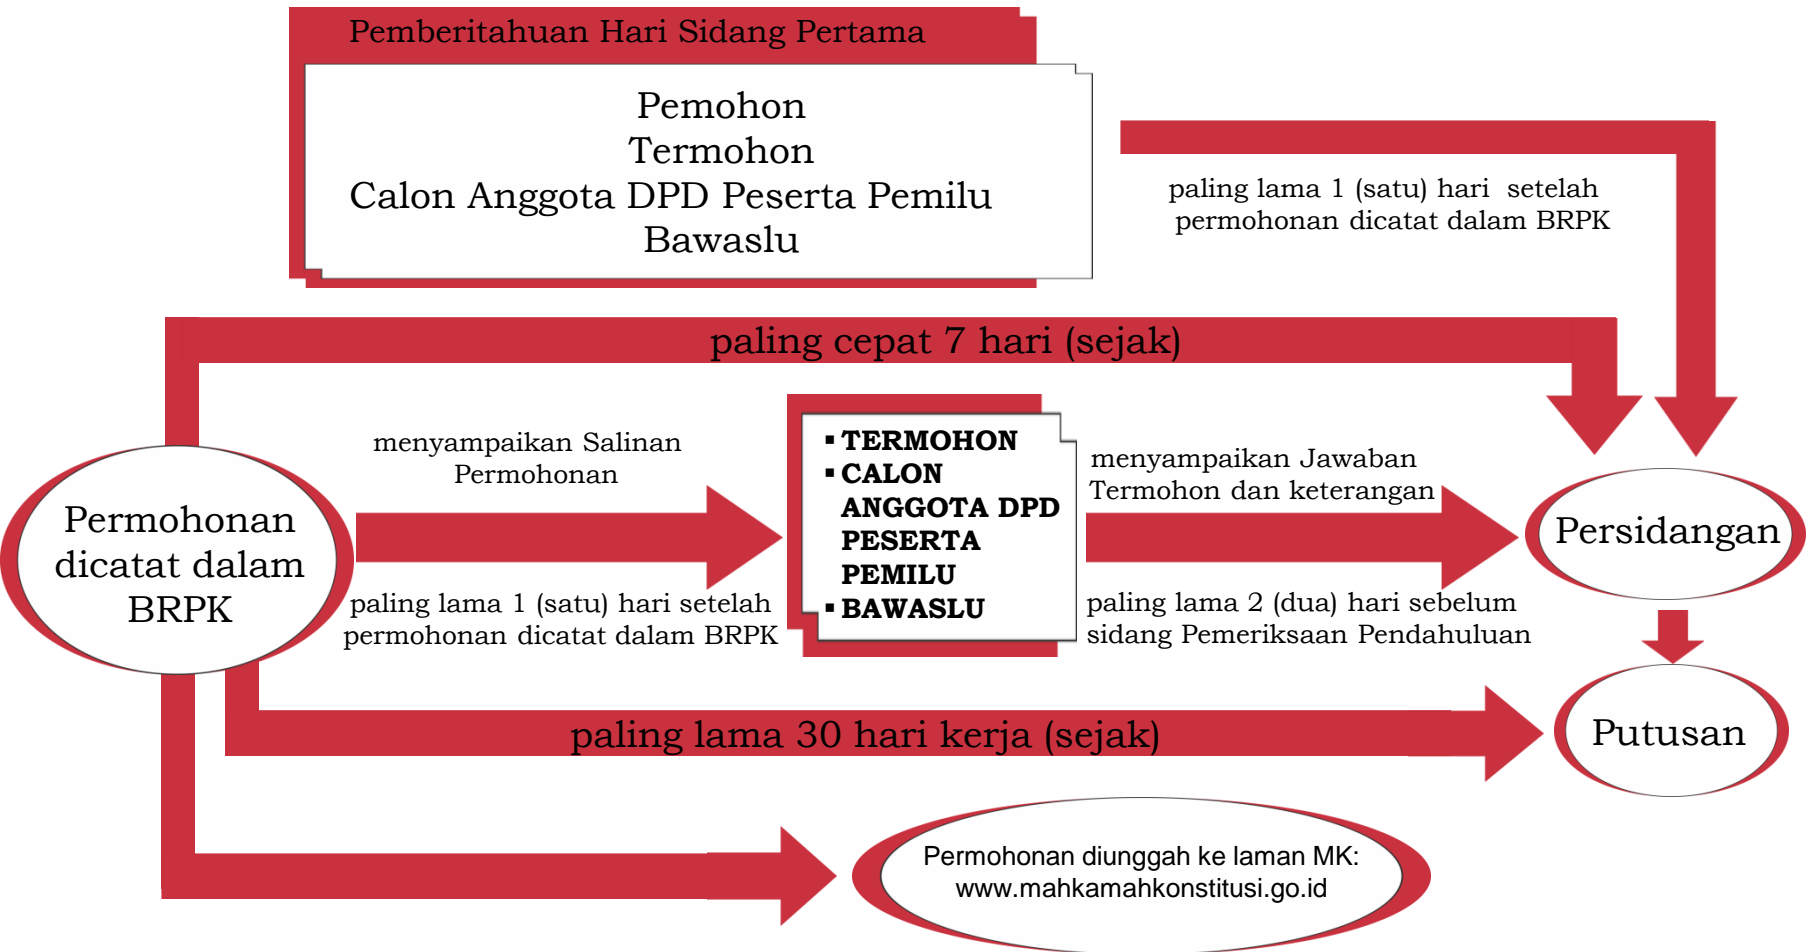 Pemberitahuan Hari Sidang Pertama
Pemohon
Termohon
Calon Anggota DPD Peserta Pemilu
Bawaslu
paling lama 1 (satu) hari setelah
permohonan dicatat dalam BRPK
paling cepat 7 hari (sejak)
Permohonan
dicatat dalam
BRPK
menyampaikan Salinan
Permohonan
paling lama 1 (satu) hari setelah
permohonan dicatat dalam BRPK
▪ TERMOHON
▪ CALON
ANGGOTA DPD
PESERTA
PEMILU
▪ BAWASLU
menyampaikan Jawaban
Termohon dan keterangan
paling lama 2 (dua) hari sebelum
sidang Pemeriksaan Pendahuluan
Persidangan
paling lama 30 hari kerja (sejak)
Putusan
Permohonan diunggah ke laman MK:
www.mahkamahkonstitusi.go.id